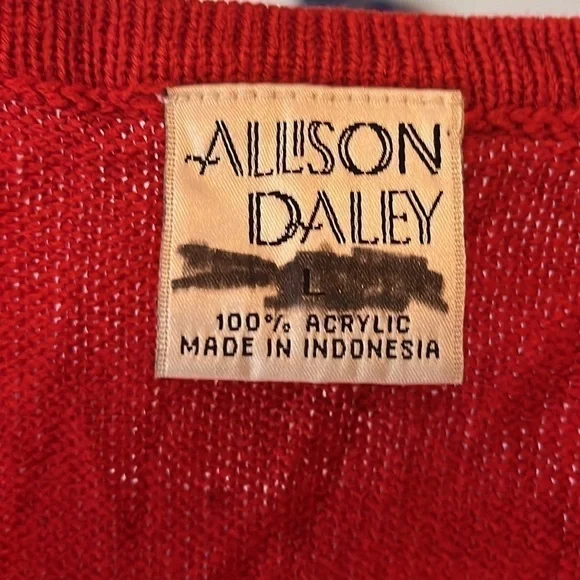 ALLISON
DALEY
L
100% ACRYLIC
MADE IN INDONESIA